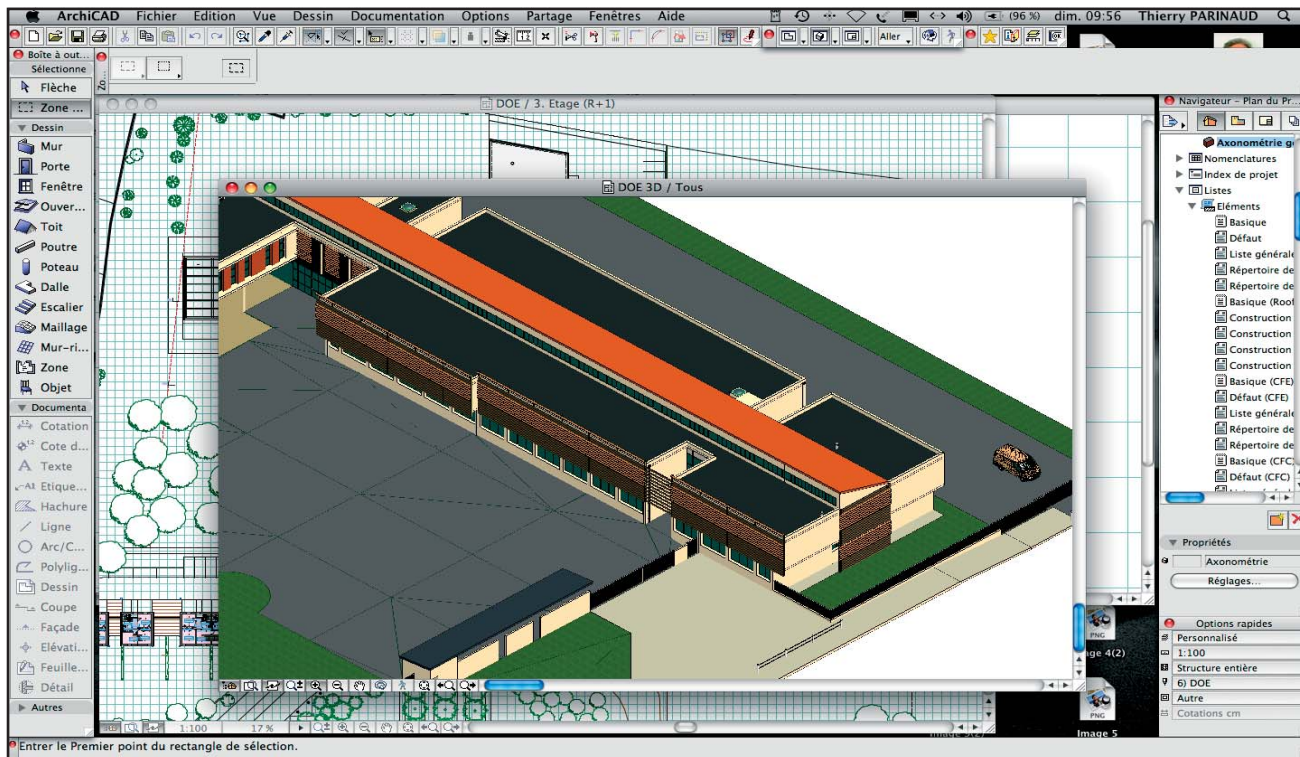 ArchiCAD Fichier Edition Vue Dessin Documentation Options Partage Fenêtres Aide (96 %) dim. 09:56 Thierry PARINAUD
Aller
Boîte à out...
Sélectionne
Flèche
Zone ...
Dessin
Mur
Porte
Fenêtre
Ouver...
Toit
Poutre
Poteau
Dalle
Escalier
Maillage
Mur-ri...
Zone
Objet
Documenta
Cotation
Cote d...
Texte
Etique...
Hachure
Ligne
Arc/C...
Polylig...
Dessin
Coupe
Façade
Elévati...
Feuille...
Détail
Autres
Zo...
DOE / 3. Etage (R+1)
DOE 3D / Tous
1:100 17 %
Navigateur - Plan du Pr...
Axonométrie g
Nomenclatures
Index de projet
Listes
Eléments
Basique
Défaut
Liste générale
Répertoire de
Répertoire de
Basique (Roof
Construction
Construction
Construction
Construction
Basique (CFE)
Défaut (CFE)
Liste générale
Répertoire de
Répertoire de
Basique (CFC)
Défaut (CFC)
Propriétés
Axonométrie
Réglages...
Options rapides
Personnalisé
1:100
Structure entière
6) DOE
Autre
Cotations cm
PNG
age 4(2)
PNG
Image 5
Entrer le Premier point du rectangle de sélection.